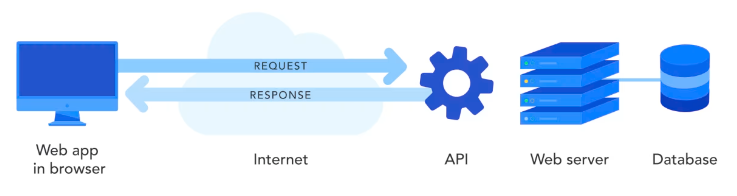 REQUEST
RESPONSE
Web app
in browser
Internet
API
Web server
Database